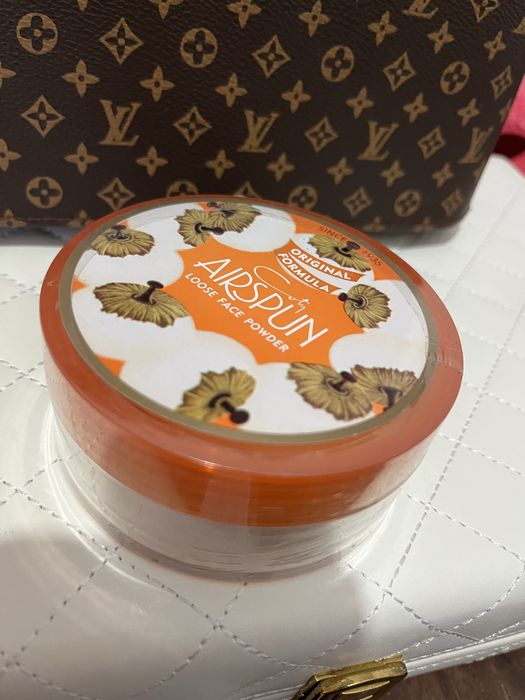 SINCE 1935
ORIGINAL
FORMULA
Coty
AIRSPUN
LOOSE FACE POWDER